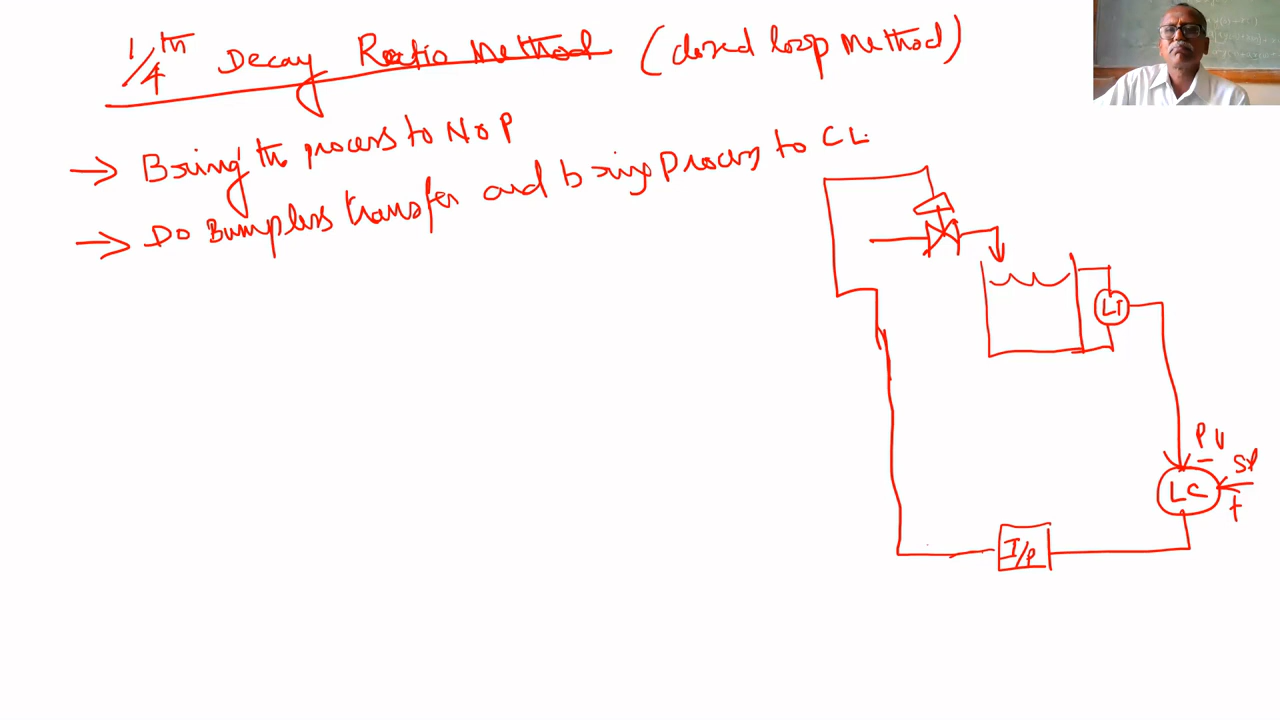 1/4th Decay Ratio Method (closed loop Method)
→ Bring the process to NOP
→ Do Bumpless transfer and bring Process to CL.
LT
PV
SP
LC
+
I/P